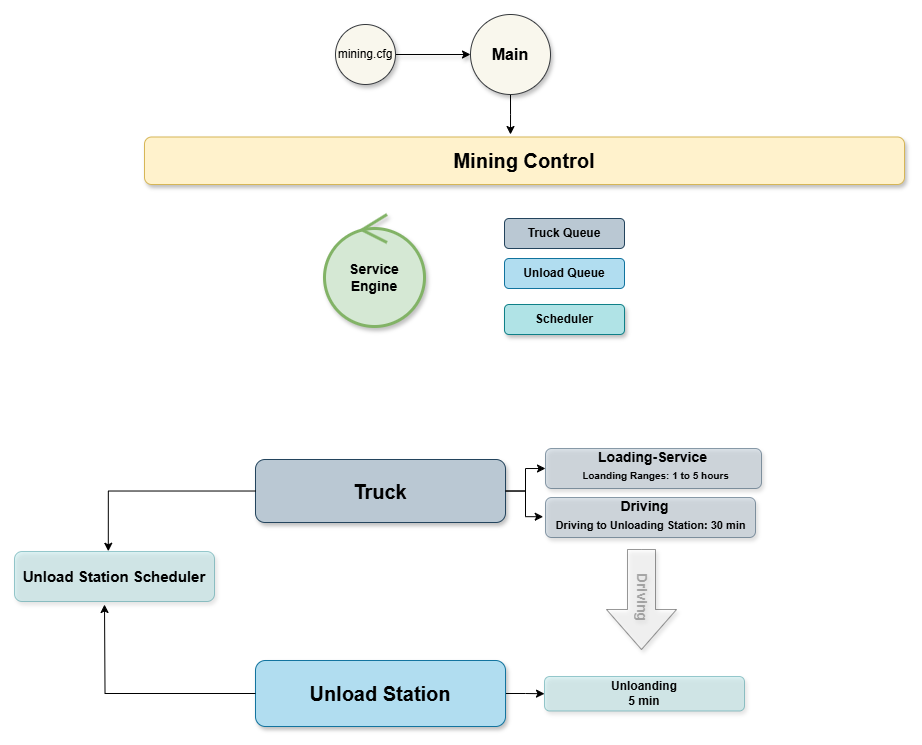 mining.cfg
Main
Mining Control
Service
Engine
Truck Queue
Unload Queue
Scheduler
Truck
Loading-Service
Loanding Ranges: 1 to 5 hours
Driving
Driving to Unloading Station: 30 min
Unload Station Scheduler
Driving
Unload Station
Unloanding
5 min